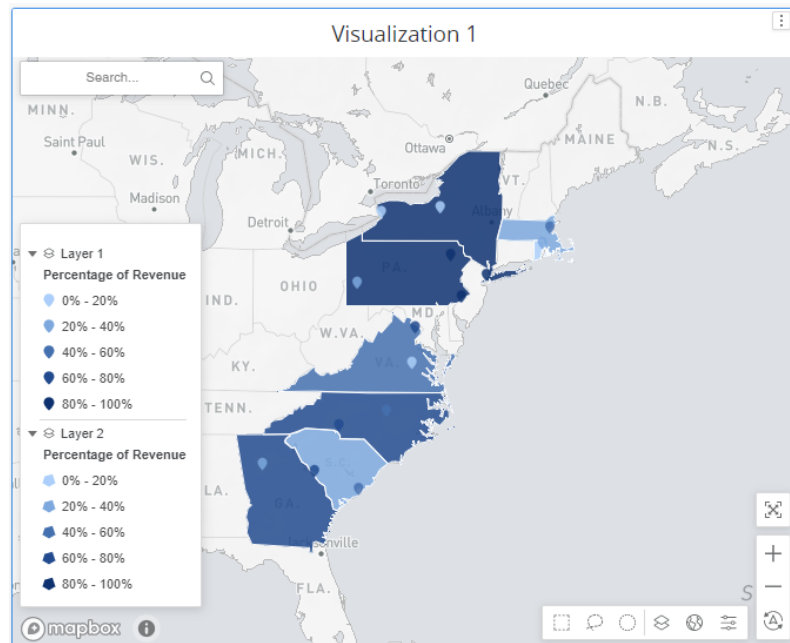 Visualization 1
Search...
Quebec
N.B.
MINN.
MAINE
Ottawa
N.S.
Saint Paul
WIS.
MICH.
VT.
Toronto
Madison
Albany
Detroit
Layer 1
Percentage of Revenue
0% - 20%
20% - 40%
40% - 60%
60% - 80%
80% - 100%
Layer 2
Percentage of Revenue
0% - 20%
20% - 40%
40% - 60%
60% - 80%
80% - 100%
PA.
OHIO
IND.
MD.
W.VA.
VA.
KY.
TENN.
S.C.
LA.
GA.
Jacksonville
FLA.
S
mapbox